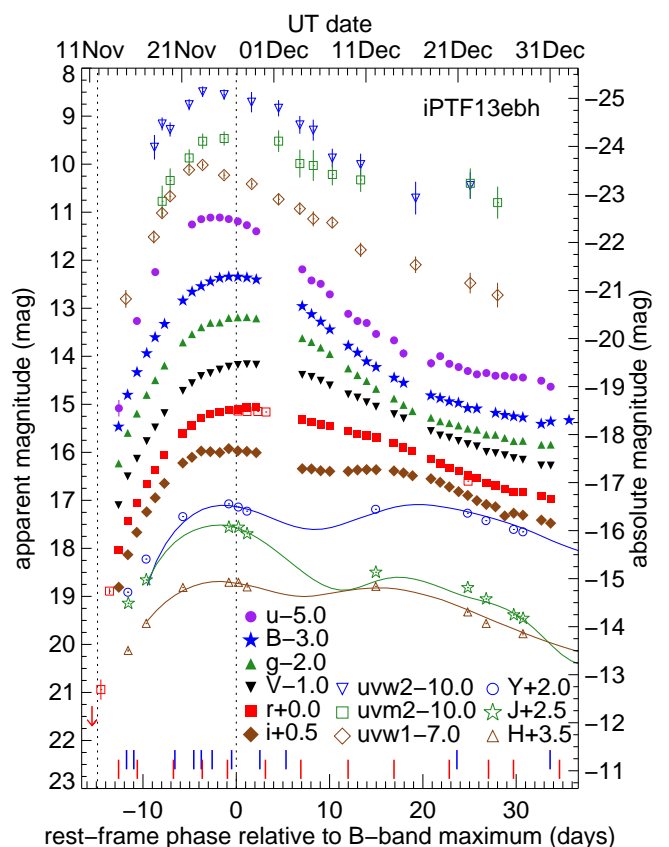 UT date
11Nov 21Nov 01Dec 11Dec 21Dec 31Dec
iPTF13ebh
apparent magnitude (mag)
8
9
10
11
12
13
14
15
16
17
18
19
20
21
22
23
absolute magnitude (mag)
−25
−24
−23
−22
−21
−20
−19
−18
−17
−16
−15
−14
−13
−12
−11
u−5.0
B−3.0
g−2.0
V−1.0
r+0.0
i+0.5
uvw2−10.0
uvm2−10.0
uvw1−7.0
Y+2.0
J+2.5
H+3.5
−10 0 10 20 30
rest−frame phase relative to B−band maximum (days)